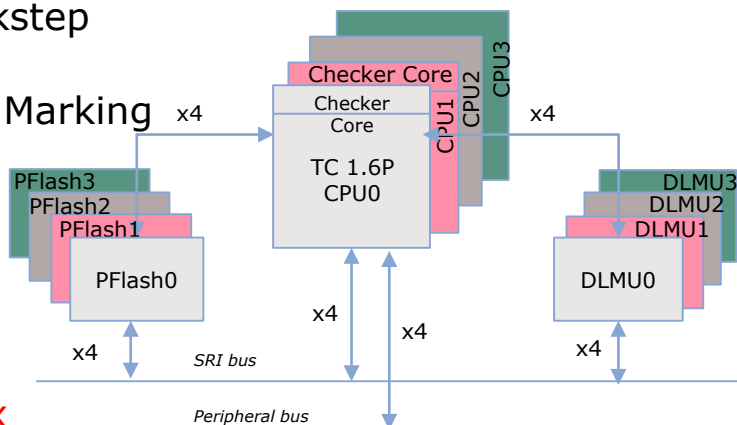 kstep
Marking
x4
Checker Core
Checker
Core
TC 1.6P
CPU0
CPU1
CPU2
CPU3
x4
PFlash3
PFlash2
PFlash1
PFlash0
DLMU3
DLMU2
DLMU1
DLMU0
x4
x4
x4
x4
SRI bus
x
Peripheral bus